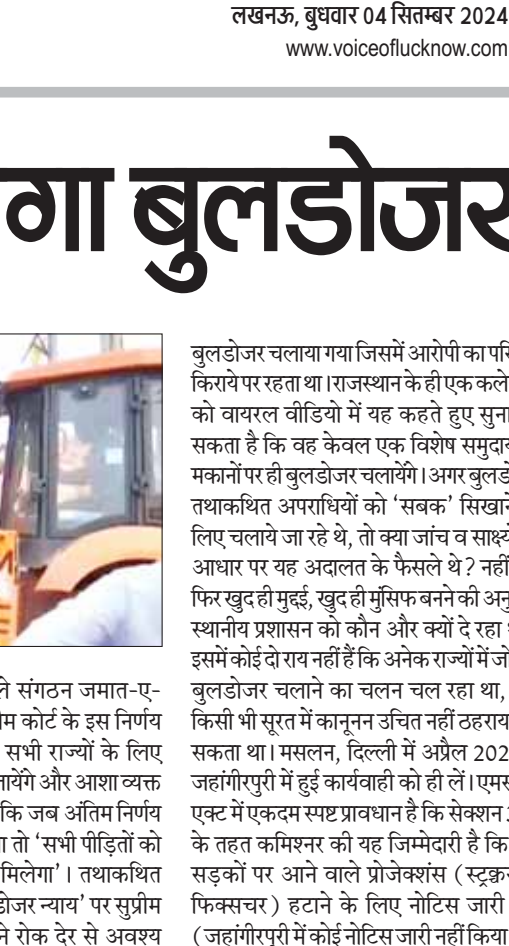 लखनऊ, बुधवार 04 सितम्बर 2024
www.voiceoflucknow.com
गा बुलडोजर
ले संगठन जमात-ए-
म कोर्ट के इस निर्णय
सभी राज्यों के लिए
ायेंगे और आशा व्यक्त
कि जब अंतिम निर्णय
ा तो ‘सभी पीड़ितों को
मिलेगा’। तथाकथित
डोजर न्याय’ पर सुप्रीम
ने रोक देर से अवश्य
बुलडोजर चलाया गया जिसमें आरोपी का परि
किराये पर रहता था। राजस्थान के ही एक कले
को वायरल वीडियो में यह कहते हुए सुना
सकता है कि वह केवल एक विशेष समुदाय
मकानों पर ही बुलडोजर चलायेंगे। अगर बुलडो
तथाकथित अपराधियों को ‘सबक’ सिखाने
लिए चलाये जा रहे थे, तो क्या जांच व साक्ष्यों
आधार पर यह अदालत के फैसले थे? नहीं
फिर खुद ही मुद्दई, खुद ही मुंसिफ बनने की अनु
स्थानीय प्रशासन को कौन और क्यों दे रहा थ
इसमें कोई दो राय नहीं हैं कि अनेक राज्यों में जो
बुलडोजर चलाने का चलन चल रहा था,
किसी भी सूरत में कानूनन उचित नहीं ठहराय
सकता था। मसलन, दिल्ली में अप्रैल 202
जहांगीरपुरी में हुई कार्यवाही को ही लें। एमस
एक्ट में एकदम स्पष्ट प्रावधान है कि सेक्शन 3
के तहत कमिश्नर की यह जिम्मेदारी है कि
सड़कों पर आने वाले प्रोजेक्शंस (स्ट्रक्चर
फिक्सचर) हटाने के लिए नोटिस जारी
(जहांगीरपुरी में कोई नोटिस जारी नहीं किया